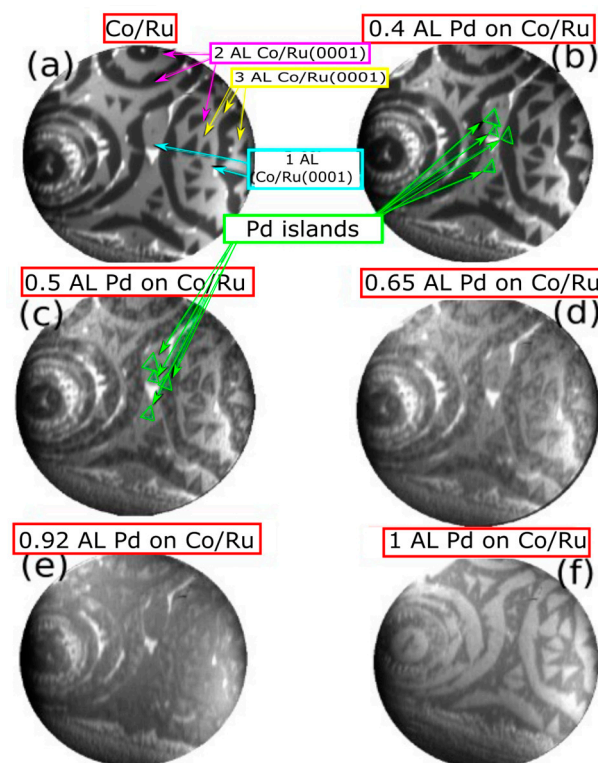 Co/Ru
0.4 AL Pd on Co/Ru
(a)
2 AL Co/Ru(0001)
3 AL Co/Ru(0001)
(b)
1 AL
(Co/Ru(0001)
Pd islands
0.5 AL Pd on Co/Ru
0.65 AL Pd on Co/Ru
(c)
(d)
0.92 AL Pd on Co/Ru
1 AL Pd on Co/Ru
(e)
(f)